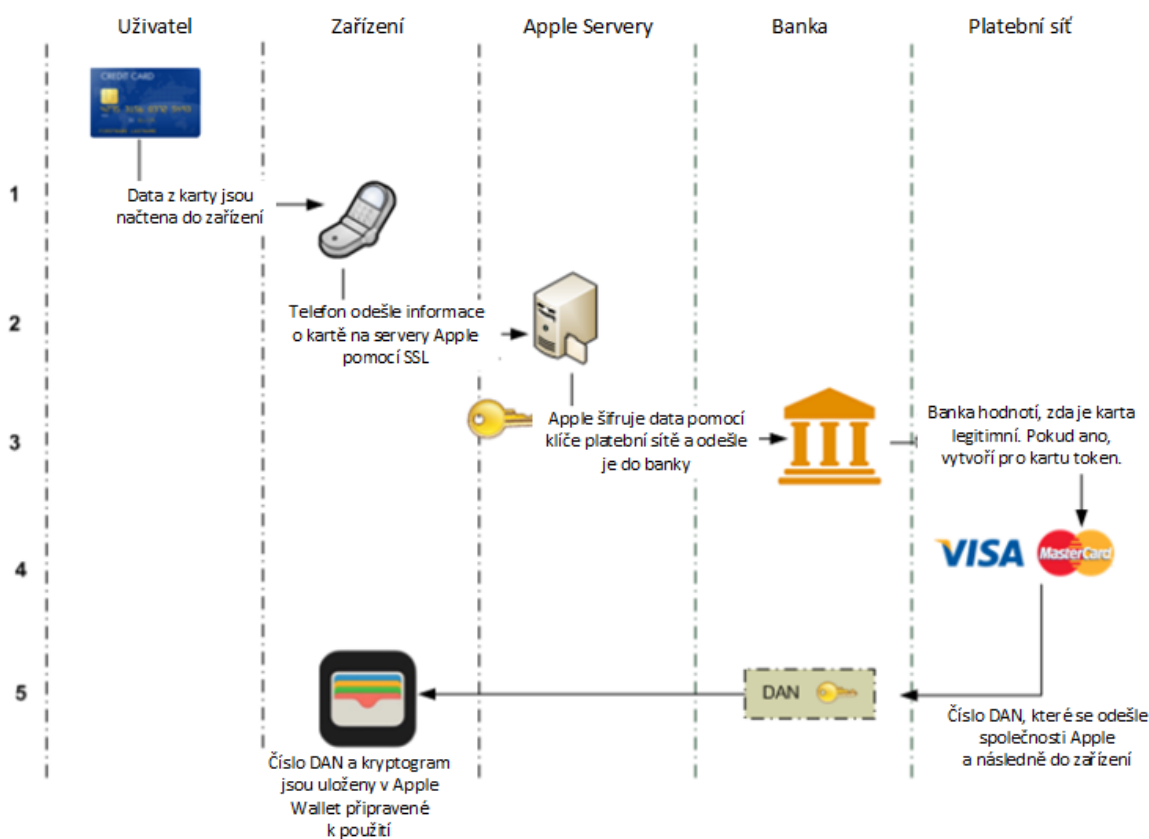 Uživatel
Zařízení
Apple Servery
Banka
Platební síť
CREDIT CARD
1
Data z karty jsou
načtena do zařízení
2
Telefon odešle informace
o kartě na servery Apple
pomocí SSL
3
Apple šifruje data pomocí
klíče platební sítě a odešle
je do banky
Banka hodnotí, zda je karta
legitimní. Pokud ano,
vytvoří pro kartu token.
4
VISA
MasterCard
5
DAN
Číslo DAN, které se odešle
společnosti Apple
a následně do zařízení
Číslo DAN a kryptogram
jsou uloženy v Apple
Wallet připravené
k použití